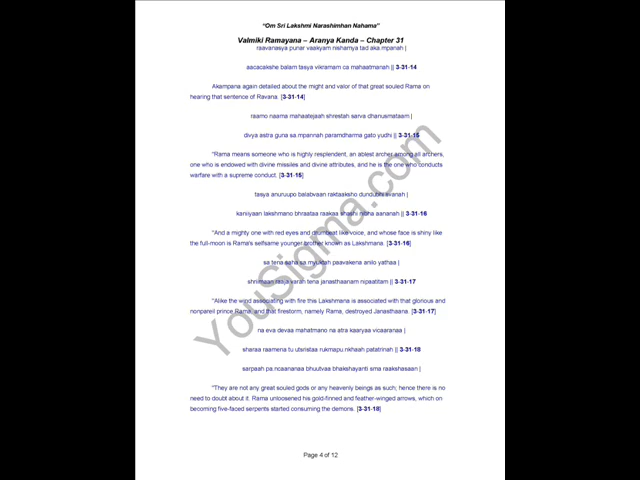 "Om Sri Lakshmi Narashimhan Nahama"
Valmiki Ramayana – Aranya Kanda – Chapter 31
raavanasya punar vaakyam nishamya tad aka mpanah |
aacacakshe balam tasya vikramam ca mahaatmanah || 3-31-14
Akampana again detailed about the might and valor of that great souled Rama on
hearing that sentence of Ravana. [3-31-14]
raamo naama mahaatejaah shrestah sarva dhanusmataam |
divya astra guna sa mpannah paramdharma gato yudhi || 3-31-15
"Rama means someone who is highly resplendent, an ablest archer among all archers,
one who is endowed with divine missiles and divine attributes, and he is the one who conducts
warfare with a supreme conduct. [3-31-15]
tasya anuruupo balabvaan raktaaksho dundubhi svanah |
kaniiyaan lakshmano bhraataa raakaa shashi nibha aananah || 3-31-16
"And a mighty one with red eyes and drumbeat like voice, and whose face is shiny like
the full-moon is Rama's selfsame younger brother known as Lakshmana. [3-31-16]
sa tena saha sa myuktah paavakena anilo yathaa |
shriimaan raaja varah tena janasthaanam nipaatitam || 3-31-17
"Alike the wind associating with fire this Lakshmana is associated with that glorious and
nonpareil prince Rama, and that firestorm, namely Rama, destroyed Janasthaana. [3-31-17]
na eva devaa mahatmano na atra kaaryaa vicaaranaa |
sharaa raamena tu utsristaa rukmapu nkhaah patatrinah || 3-31-18
sarpaah pa ncaananaa bhuutvaa bhakshayanti sma raakshasaan |
"They are not any great souled gods or any heavenly beings as such; hence there is no
need to doubt about it. Rama unloosened his gold-finned and feather-winged arrows, which on
becoming five-faced serpents started consuming the demons. [3-31-18]
YouSigma.com
Page 4 of 12